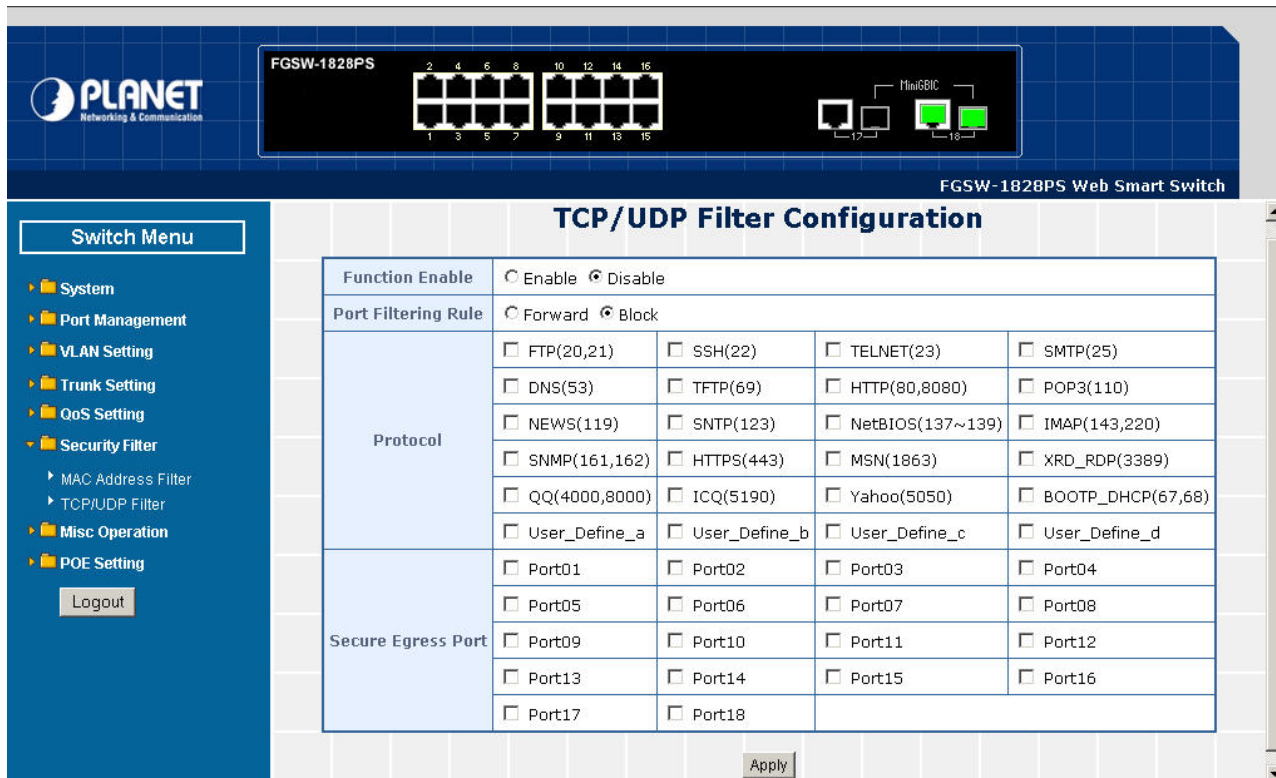 PLANET
Networking & Communication
FGSW-1828PS
2 4 6 8 10 12 14 16
1 3 5 7 9 11 13 15
MiniGBIC
17 18
FGSW-1828PS Web Smart Switch
Switch Menu
System
Port Management
VLAN Setting
Trunk Setting
QoS Setting
Security Filter
MAC Address Filter
TCP/UDP Filter
Misc Operation
POE Setting
Logout
TCP/UDP Filter Configuration
Function Enable Enable Disable
Port Filtering Rule Forward Block
Protocol
FTP(20,21) SSH(22) TELNET(23) SMTP(25)
DNS(53) TFTP(69) HTTP(80,8080) POP3(110)
NEWS(119) SNTP(123) NetBIOS(137~139) IMAP(143,220)
SNMP(161,162) HTTPS(443) MSN(1863) XRD_RDP(3389)
QQ(4000,8000) ICQ(5190) Yahoo(5050) BOOTP_DHCP(67,68)
User_Define_a User_Define_b User_Define_c User_Define_d
Secure Egress Port
Port01 Port02 Port03 Port04
Port05 Port06 Port07 Port08
Port09 Port10 Port11 Port12
Port13 Port14 Port15 Port16
Port17 Port18
Apply